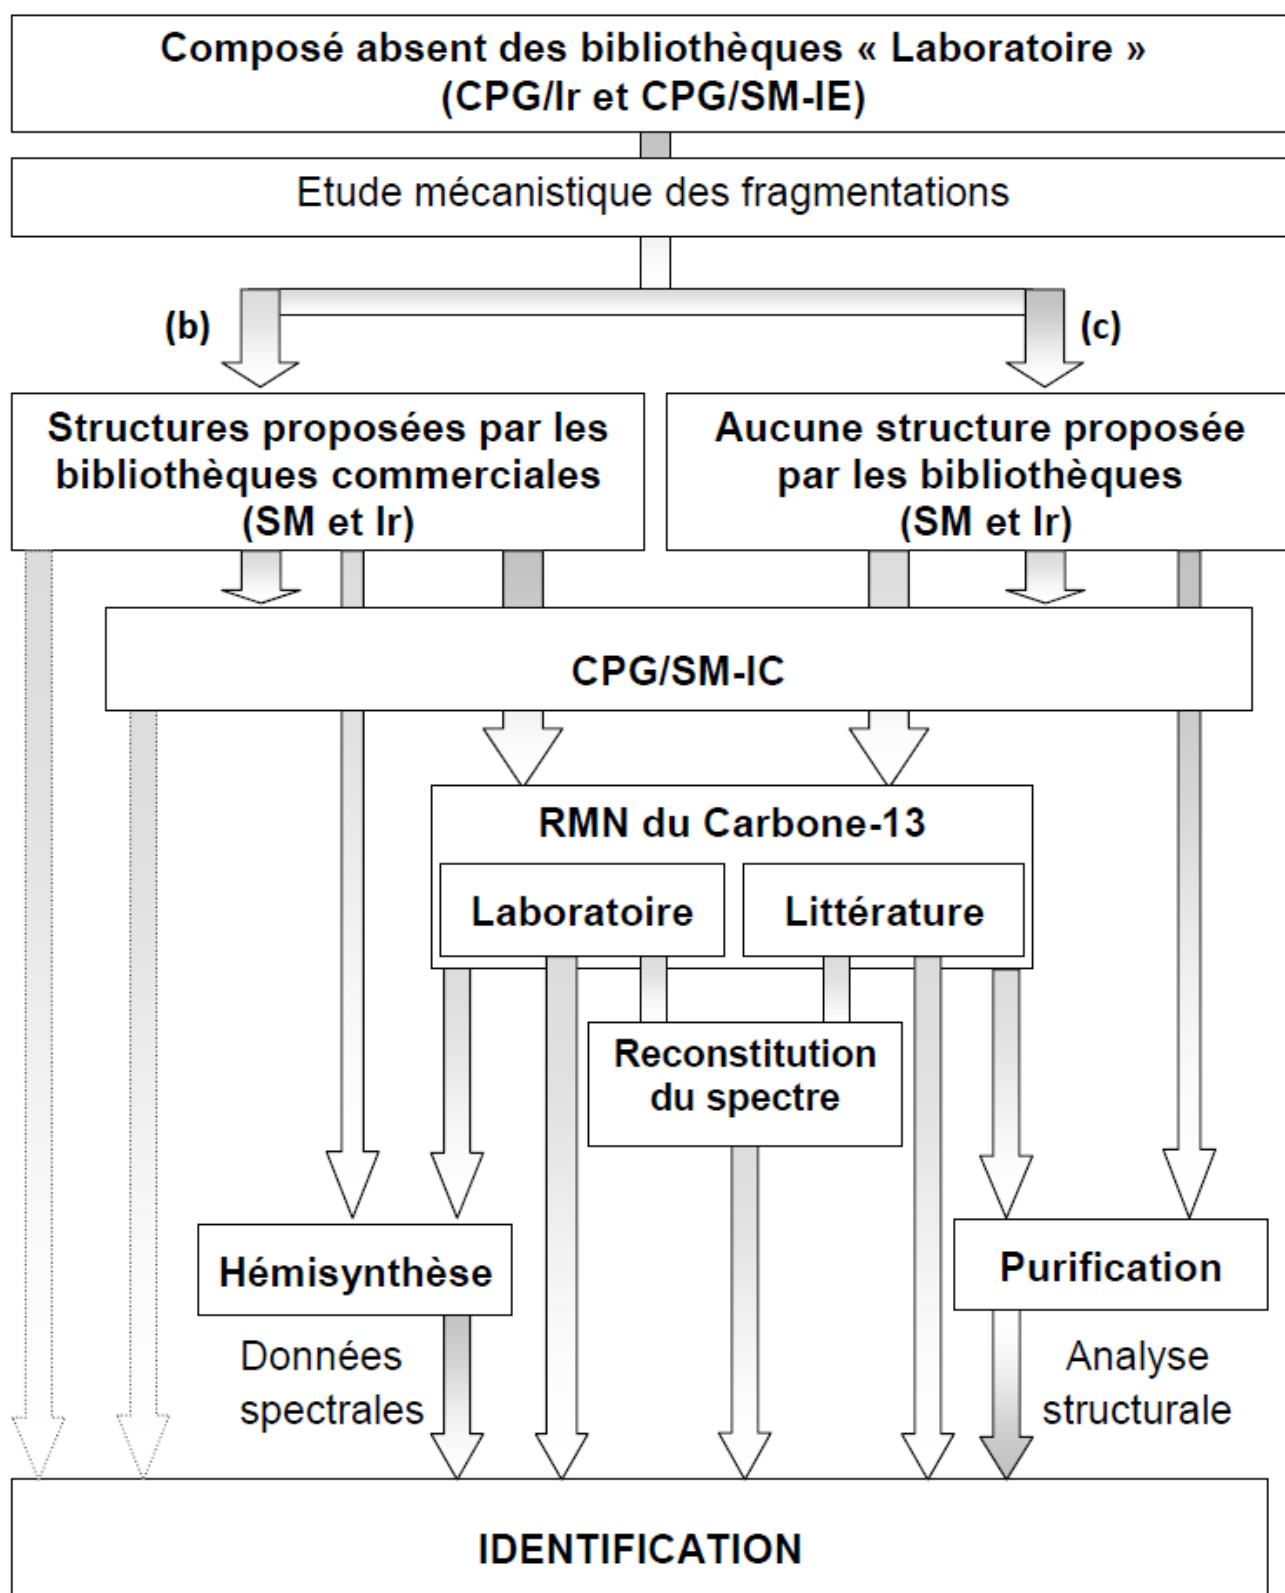 Composé absent des bibliothèques « Laboratoire »
(CPG/Ir et CPG/SM-IE)
Etude mécanistique des fragmentations
(b)
(c)
Structures proposées par les
bibliothèques commerciales
(SM et Ir)
Aucune structure proposée
par les bibliothèques
(SM et Ir)
CPG/SM-IC
RMN du Carbone-13
Laboratoire
Littérature
Reconstitution
du spectre
Hémisynthèse
Purification
Données
spectrales
Analyse
structurale
IDENTIFICATION